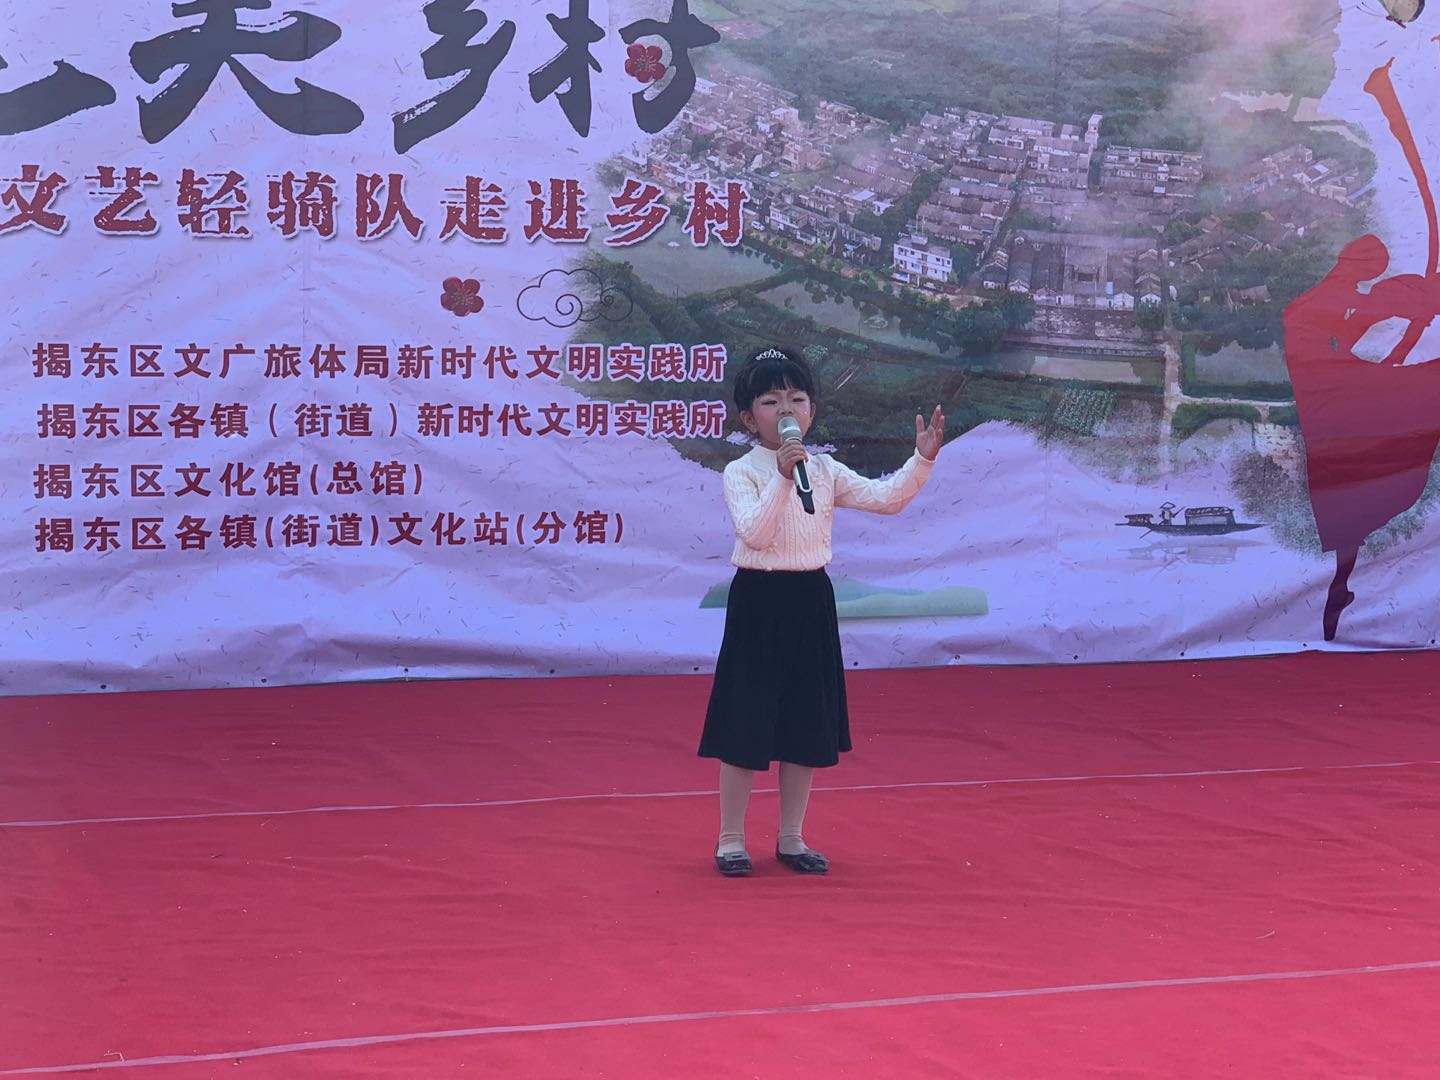 美乡村
文艺轻骑队走进乡村
揭东区文广旅体局新时代文明实践所
揭东区各镇（街道）新时代文明实践所
揭东区文化馆(总馆)
揭东区各镇(街道)文化站(分馆)